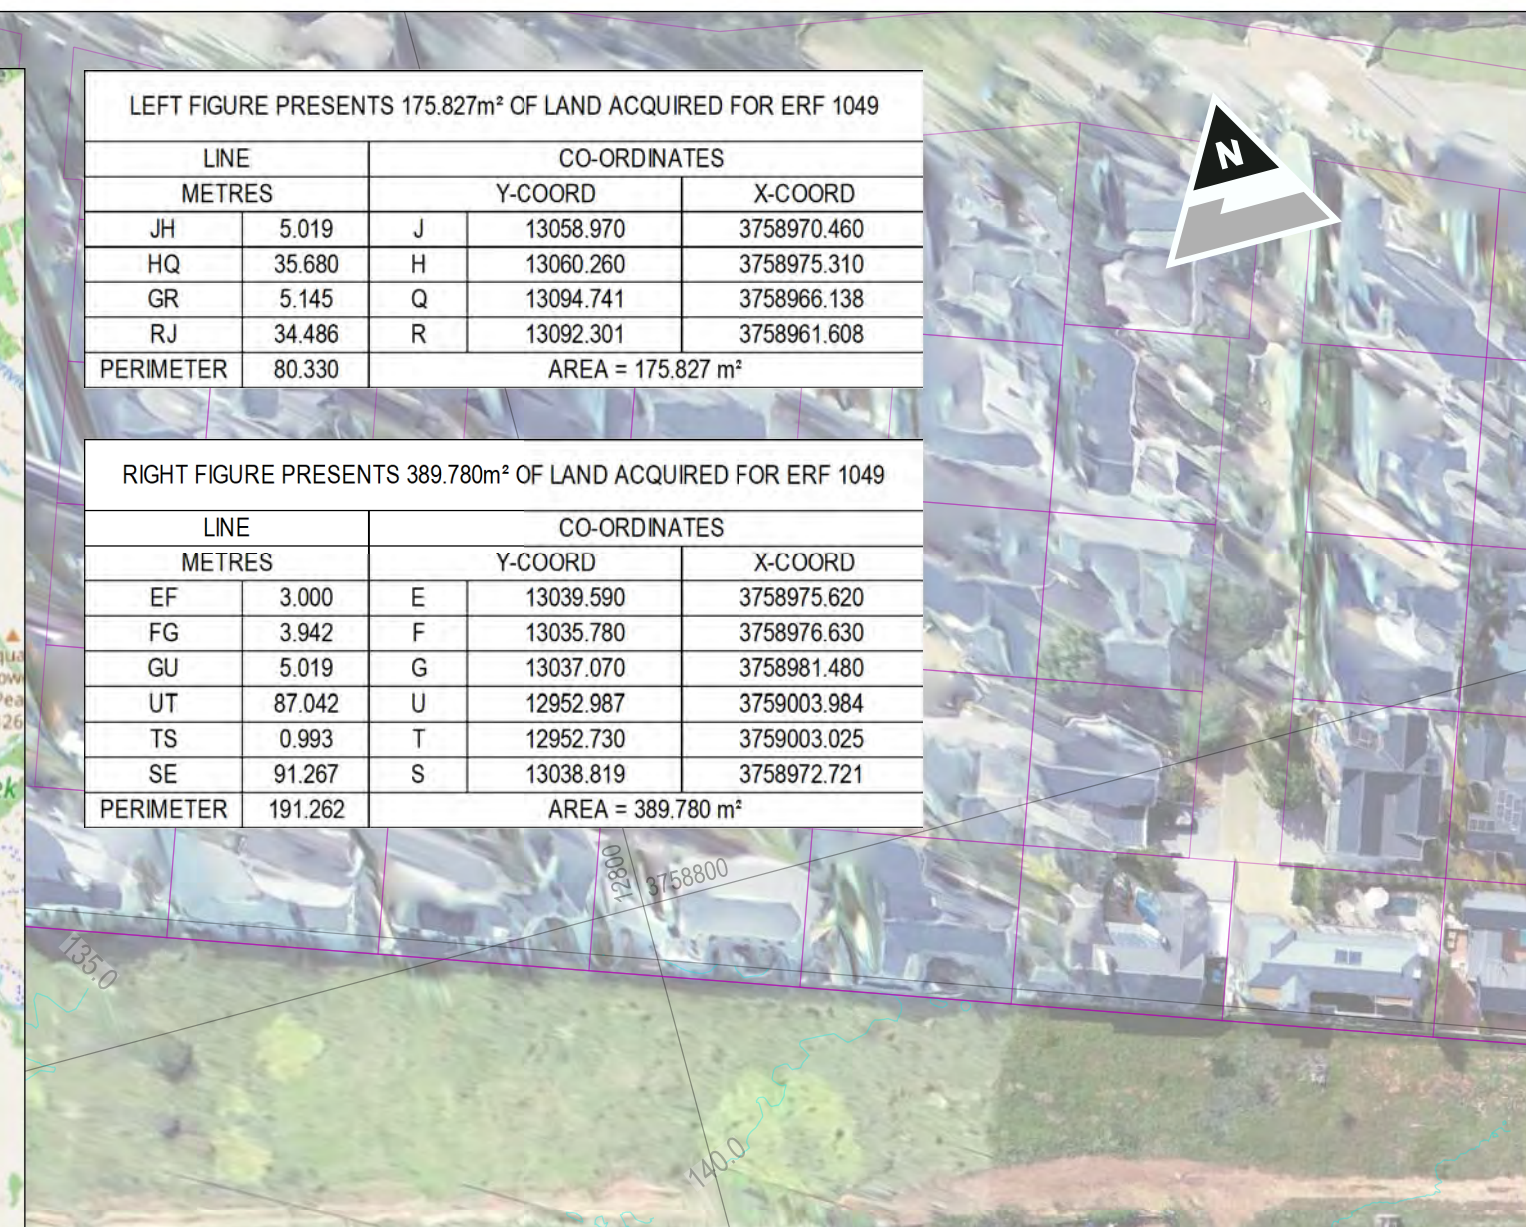 LEFT FIGURE PRESENTS 175.827m² OF LAND ACQUIRED FOR ERF 1049
LINE CO-ORDINATES
METRES Y-COORD X-COORD
JH 5.019 J 13058.970 3758970.460
HQ 35.680 H 13060.260 3758975.310
GR 5.145 Q 13094.741 3758966.138
RJ 34.486 R 13092.301 3758961.608
PERIMETER 80.330 AREA = 175.827 m²
RIGHT FIGURE PRESENTS 389.780m² OF LAND ACQUIRED FOR ERF 1049
LINE CO-ORDINATES
METRES Y-COORD X-COORD
EF 3.000 E 13039.590 3758975.620
FG 3.942 F 13035.780 3758976.630
GU 5.019 G 13037.070 3758981.480
UT 87.042 U 12952.987 3759003.984
TS 0.993 T 12952.730 3759003.025
SE 91.267 S 13038.819 3758972.721
PERIMETER 191.262 AREA = 389.780 m²
N
12800
3758800
135.0
140.0